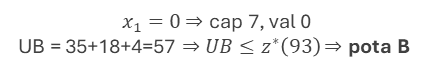 x₁ = 0 ⇒ cap 7, val 0
UB = 35+18+4=57 ⇒ UB ≤ z*(93)⇒ pota B